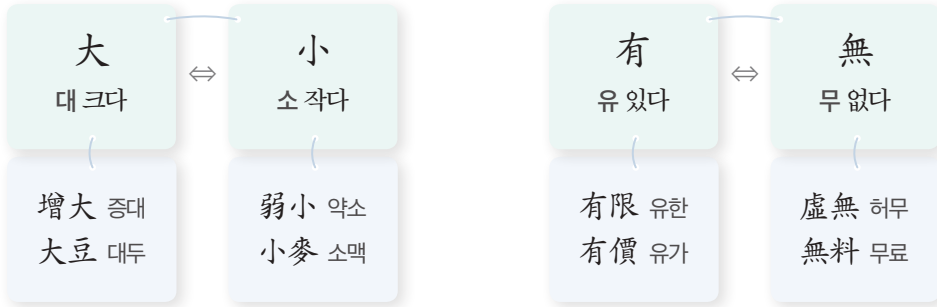 大 ⇔ 小
대 크다 소 작다
增大 증대
大豆 대두
弱小 약소
小麥 소맥
有 ⇔ 無
유 있다 무 없다
有限 유한
有價 유가
虛無 허무
無料 무료